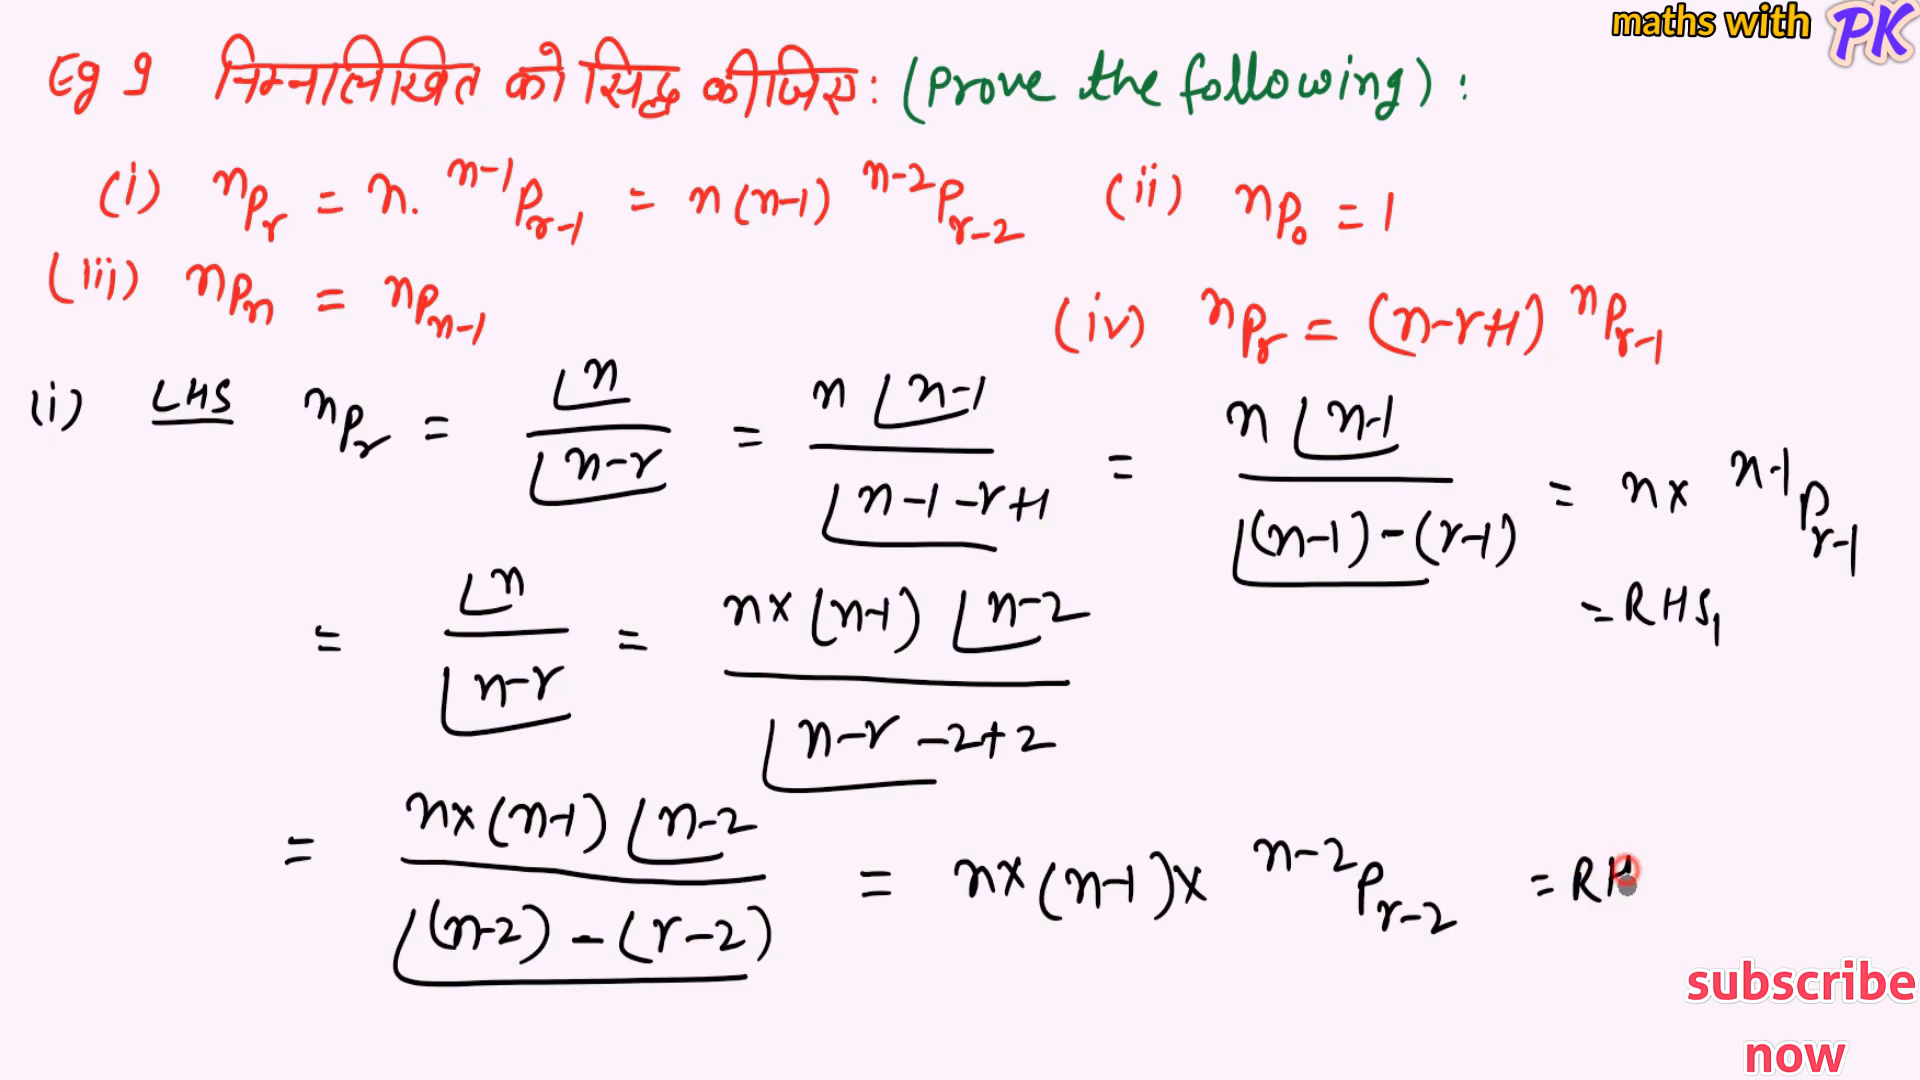 maths with PK
Eg 9 निम्नलिखित को सिद्ध कीजिए: (Prove the following) :
(i) ⁿPᵣ = n. ⁿ⁻¹Pᵣ₋₁ = n(n-1) ⁿ⁻²Pᵣ₋₂ (ii) ⁿP₀ = 1
(iii) ⁿPₙ = ⁿPₙ₋₁ (iv) ⁿPᵣ = (n-r+1) ⁿPᵣ₋₁
(i) LHS ⁿPᵣ = ⌊n / ⌊n-r = n ⌊n-1 / ⌊n-1-r+1 = n ⌊n-1 / ⌊(n-1)-(r-1) = n× ⁿ⁻¹Pᵣ₋₁
= RHS₁
= ⌊n / ⌊n-r = n×(n-1) ⌊n-2 / ⌊n-r-2+2
= n×(n-1) ⌊n-2 / ⌊(n-2)-(r-2) = n×(n-1)× ⁿ⁻²Pᵣ₋₂ = RH
subscribe
now